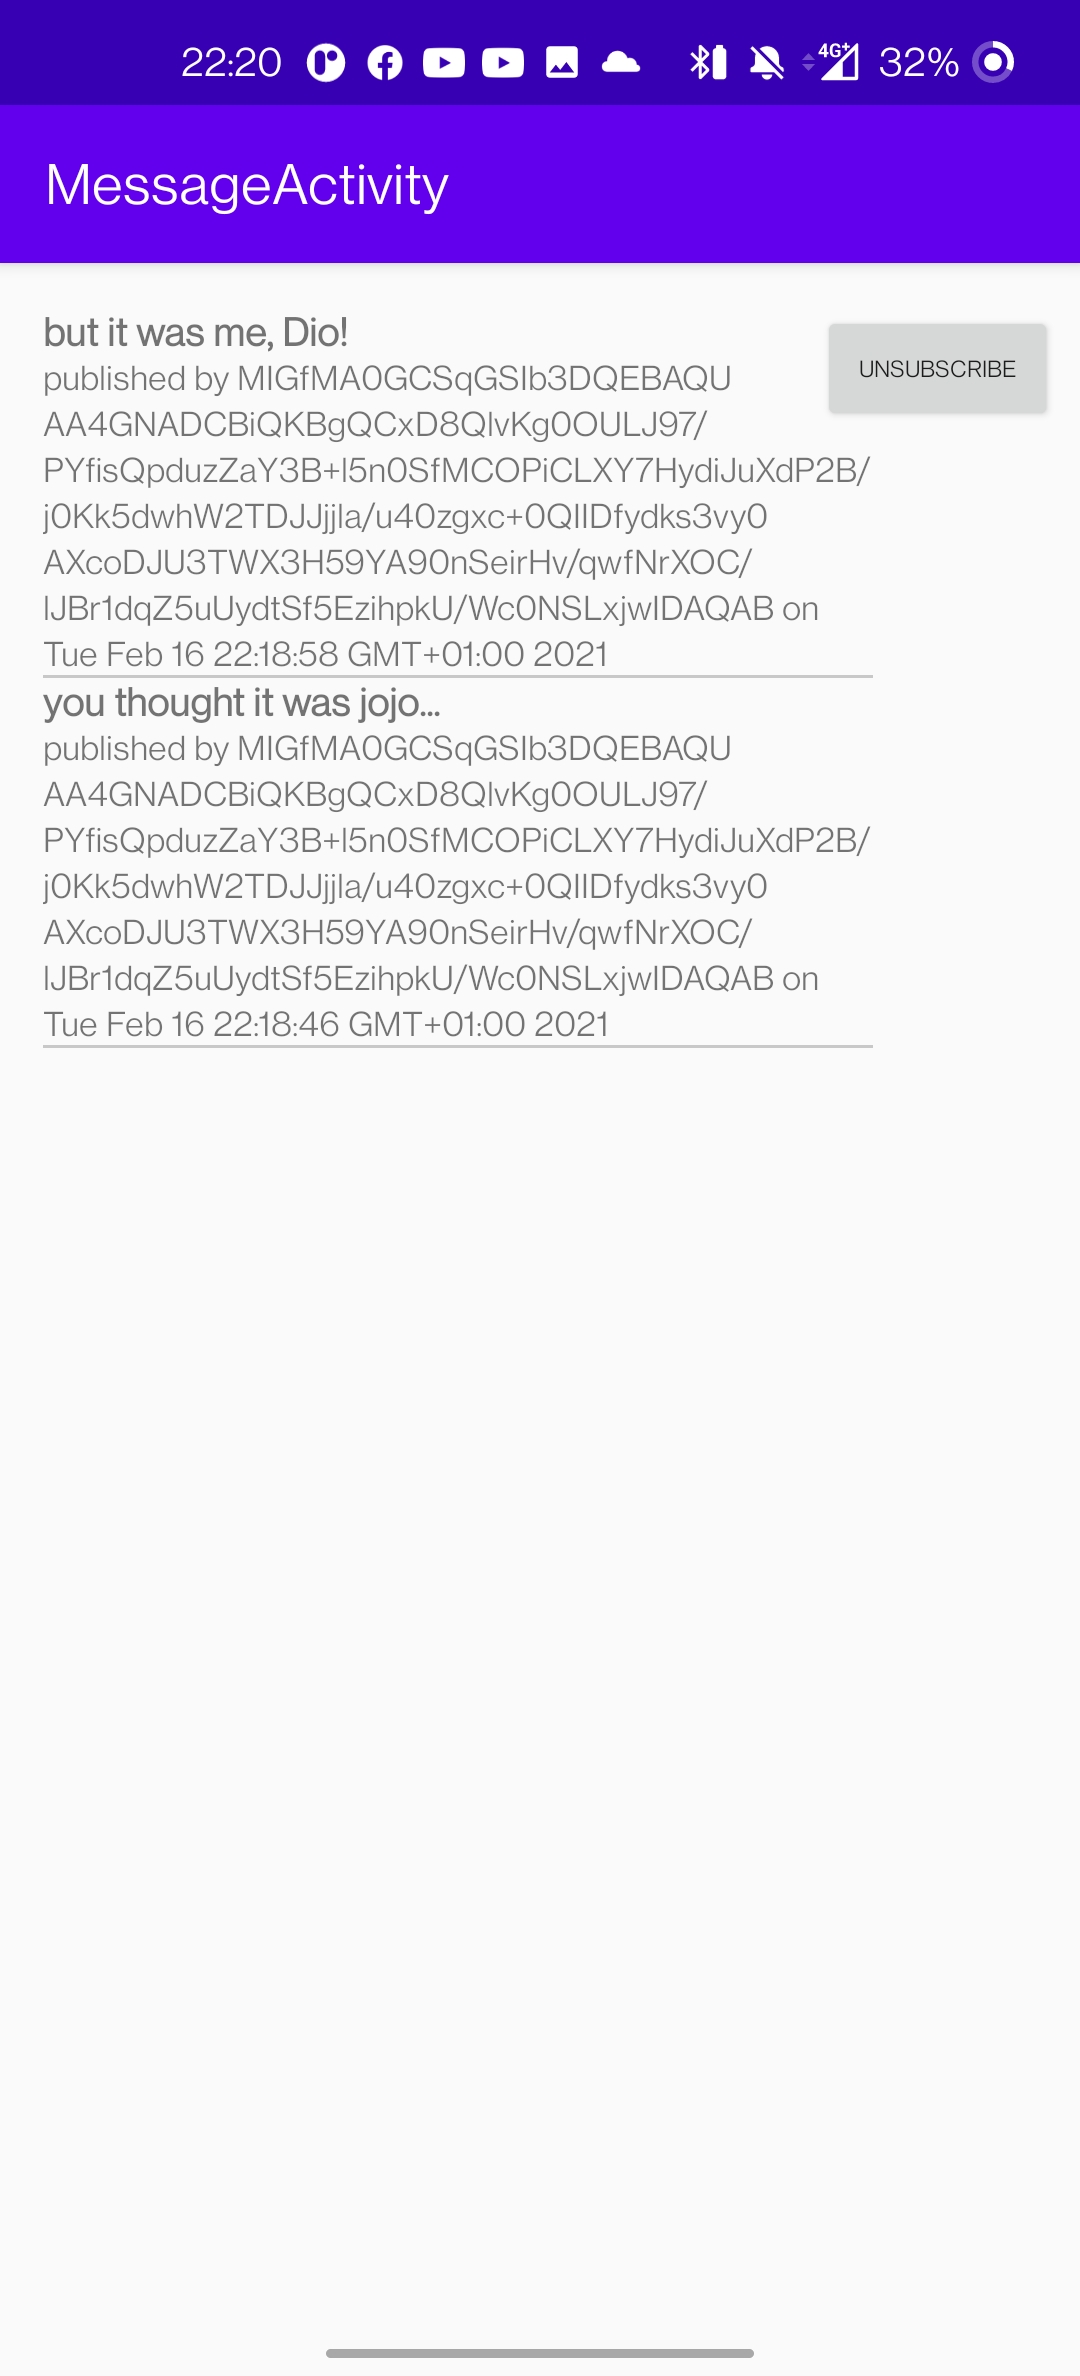 22:20
4G+
32%
MessageActivity
but it was me, Dio!
UNSUBSCRIBE
published by MIGfMA0GCSqGSIb3DQEBAQU
AA4GNADCBiQKBgQCxD8QlvKg0OULJ97/
PYfisQpduzZaY3B+l5n0SfMCOPiCLXY7HydiJuXdP2B/
j0Kk5dwhW2TDJJjjla/u40zgxc+0QIIDfydks3vy0
AXcoDJU3TWX3H59YA90nSeirHv/qwfNrXOC/
lJBr1dqZ5uUydtSf5EzihpkU/Wc0NSLxjwIDAQAB on
Tue Feb 16 22:18:58 GMT+01:00 2021
you thought it was jojo...
published by MIGfMA0GCSqGSIb3DQEBAQU
AA4GNADCBiQKBgQCxD8QlvKg0OULJ97/
PYfisQpduzZaY3B+l5n0SfMCOPiCLXY7HydiJuXdP2B/
j0Kk5dwhW2TDJJjjla/u40zgxc+0QIIDfydks3vy0
AXcoDJU3TWX3H59YA90nSeirHv/qwfNrXOC/
lJBr1dqZ5uUydtSf5EzihpkU/Wc0NSLxjwIDAQAB on
Tue Feb 16 22:18:46 GMT+01:00 2021